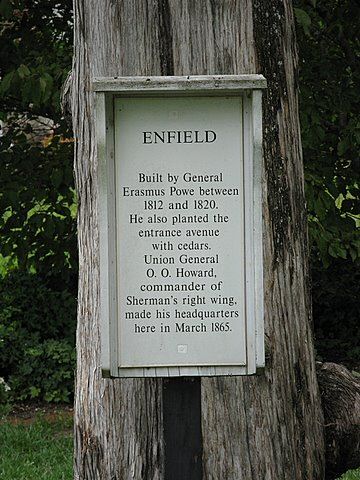 ENFIELD
Built by General
Erasmus Powe between
1812 and 1820.
He also planted the
entrance avenue
with cedars.
Union General
O. O. Howard,
commander of
Sherman's right wing,
made his headquarters
here in March 1865.